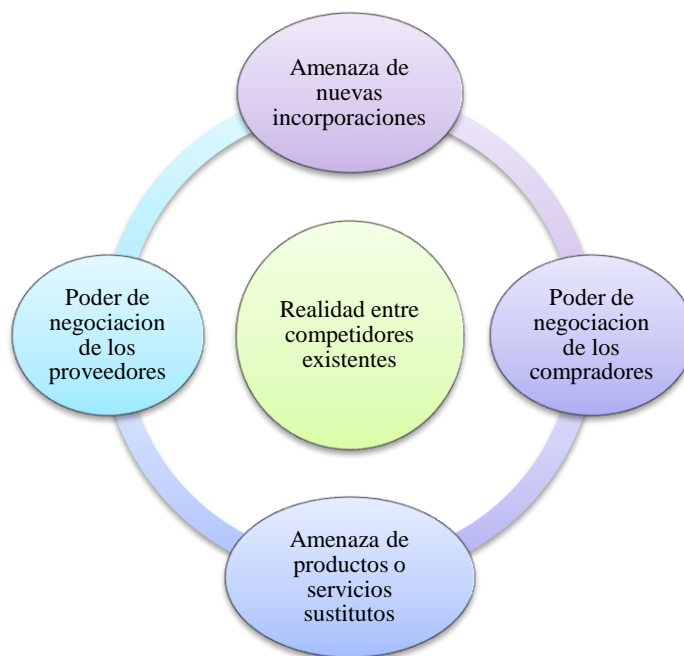 Amenaza de
nuevas
incorporaciones
Poder de
negociacion
de los
proveedores
Realidad entre
competidores
existentes
Poder de
negociacion
de los
compradores
Amenaza de
productos o
servicios
sustitutos